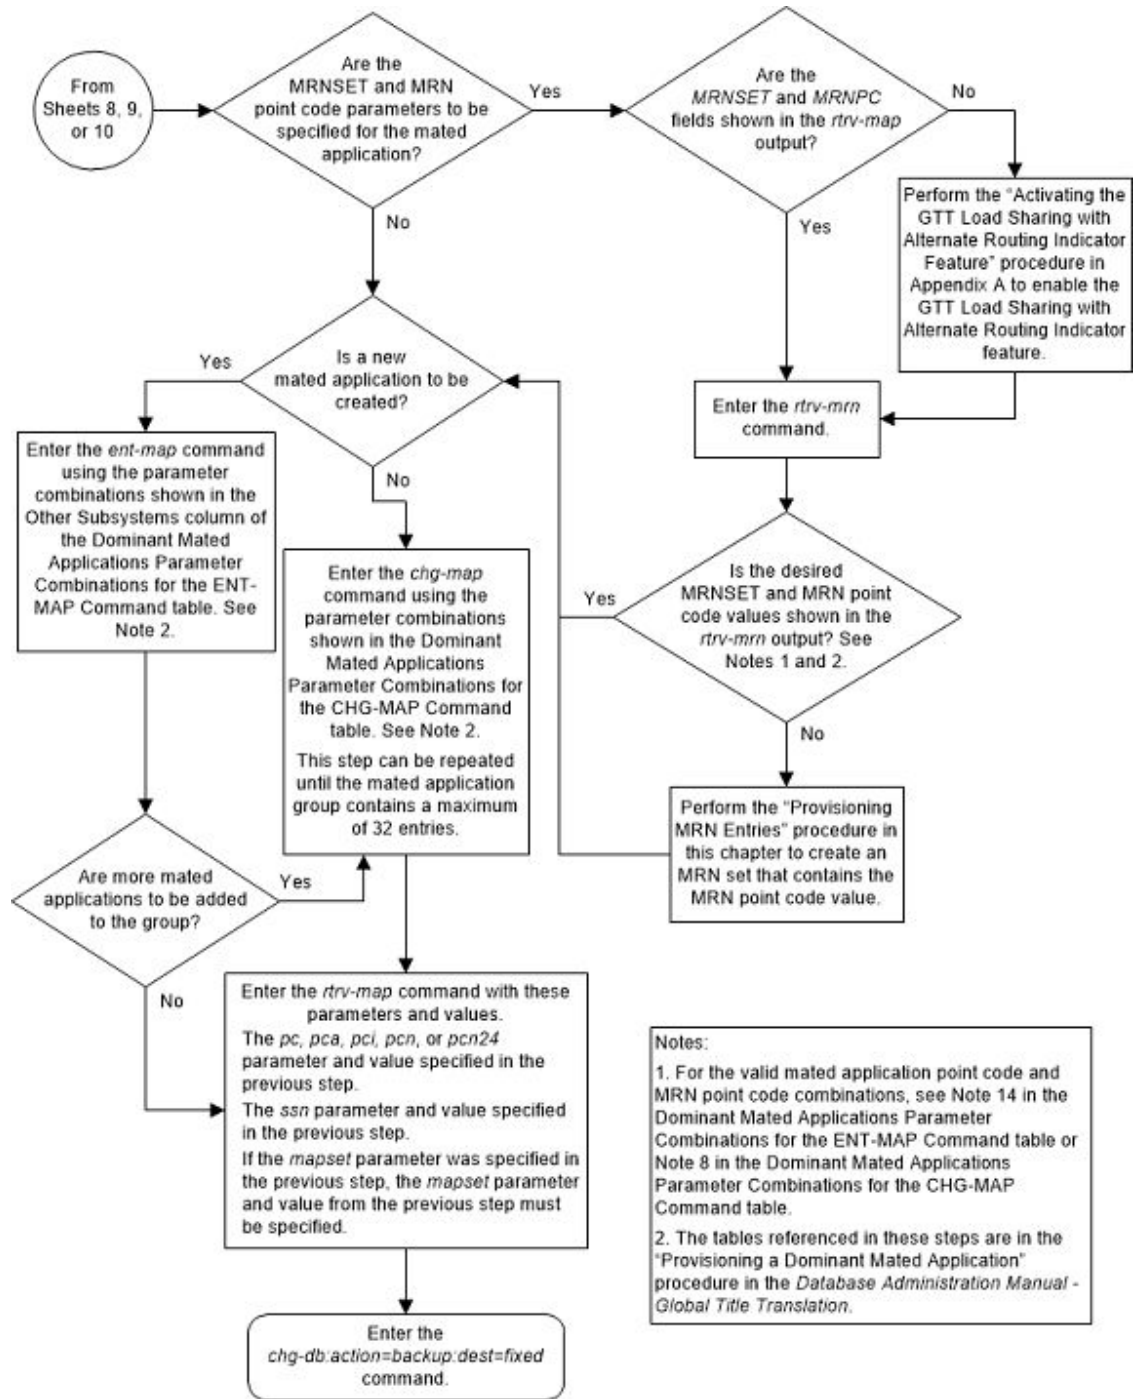 From
Sheets 8, 9,
or 10
Are the
MRNSET and MRN
point code parameters to be
specified for the mated
application?
Yes
No
Are the
MRNSET and MRNPC
fields shown in the rtrv-map
output?
No
Yes
Perform the “Activating the
GTT Load Sharing with
Alternate Routing Indicator
Feature” procedure in
Appendix A to enable the
GTT Load Sharing with
Alternate Routing Indicator
feature.
Enter the rtrv-mrn
command.
Is the desired
MRNSET and MRN point
code values shown in the
rtrv-mrn output? See
Notes 1 and 2.
Yes
No
Perform the “Provisioning
MRN Entries” procedure in
this chapter to create an
MRN set that contains the
MRN point code value.
Is a new
mated application to be
created?
Yes
No
Enter the ent-map command
using the parameter
combinations shown in the
Other Subsystems column of
the Dominant Mated
Applications Parameter
Combinations for the ENT-
MAP Command table. See
Note 2.
Enter the chg-map
command using the
parameter combinations
shown in the Dominant
Mated Applications
Parameter Combinations for
the CHG-MAP Command
table. See Note 2.
This step can be repeated
until the mated application
group contains a maximum
of 32 entries.
Are more mated
applications to be added
to the group?
Yes
No
Enter the rtrv-map command with these
parameters and values.
The pc, pca, pci, pcn, or pcn24
parameter and value specified in the
previous step.
The ssn parameter and value specified
in the previous step.
If the mapset parameter was specified in
the previous step, the mapset parameter
and value from the previous step must
be specified.
Enter the
chg-db:action=backup:dest=fixed
command.
Notes:
1. For the valid mated application point code and
MRN point code combinations, see Note 14 in the
Dominant Mated Applications Parameter
Combinations for the ENT-MAP Command table or
Note 8 in the Dominant Mated Applications
Parameter Combinations for the CHG-MAP
Command table.
2. The tables referenced in these steps are in the
“Provisioning a Dominant Mated Application”
procedure in the Database Administration Manual -
Global Title Translation.